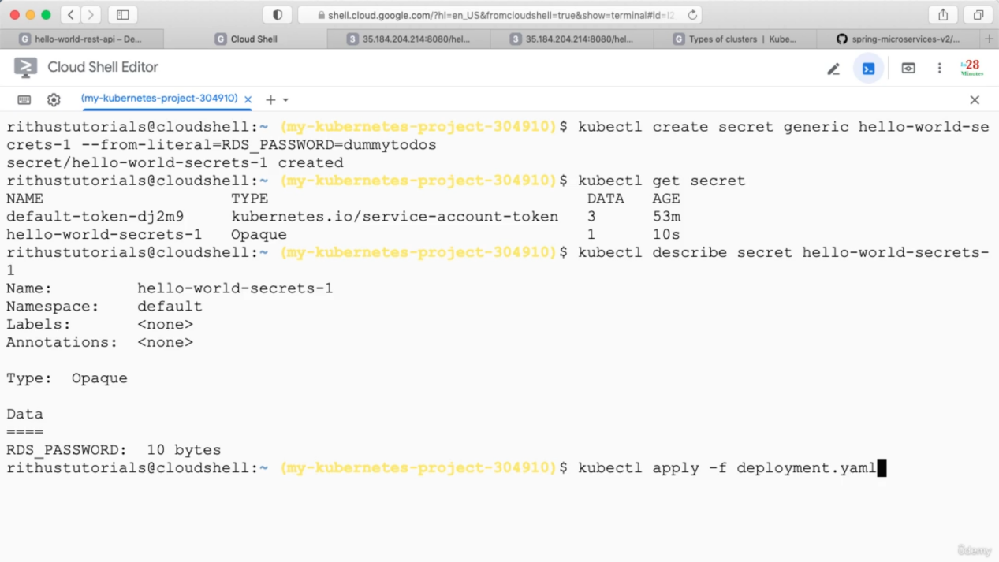 shell.cloud.google.com/?hl=en_US&fromcloudshell=true&show=terminal#id=I2
hello-world-rest-api – De...
Cloud Shell
35.184.204.214:8080/hel...
35.184.204.214:8080/hel...
Types of clusters | Kube...
spring-microservices-v2/...
Cloud Shell Editor
In28
Minutes
(my-kubernetes-project-304910)
rithustutorials@cloudshell:~ (my-kubernetes-project-304910)$ kubectl create secret generic hello-world-se
crets-1 --from-literal=RDS_PASSWORD=dummytodos
secret/hello-world-secrets-1 created
rithustutorials@cloudshell:~ (my-kubernetes-project-304910)$ kubectl get secret
NAME TYPE DATA AGE
default-token-dj2m9 kubernetes.io/service-account-token 3 53m
hello-world-secrets-1 Opaque 1 10s
rithustutorials@cloudshell:~ (my-kubernetes-project-304910)$ kubectl describe secret hello-world-secrets-
1
Name: hello-world-secrets-1
Namespace: default
Labels: <none>
Annotations: <none>
Type: Opaque
Data
====
RDS_PASSWORD: 10 bytes
rithustutorials@cloudshell:~ (my-kubernetes-project-304910)$ kubectl apply -f deployment.yaml
ûdemy